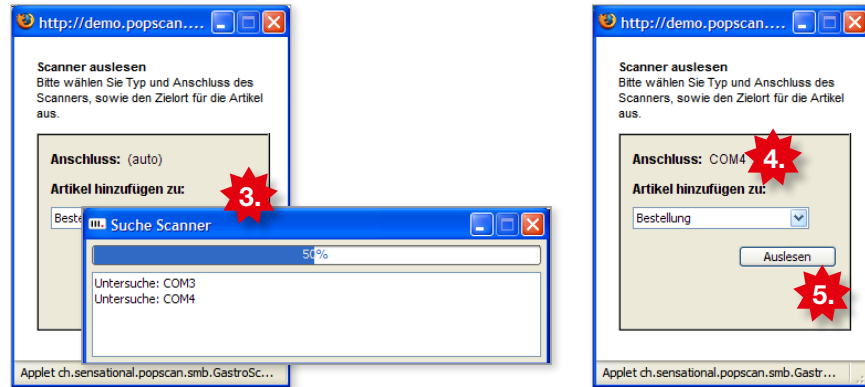 http://demo.popscan....
Scanner auslesen
Bitte wählen Sie Typ und Anschluss des
Scanners, sowie den Zielort für die Artikel
aus.
Anschluss: (auto)
Artikel hinzufügen zu:
3.
Beste
Suche Scanner
50%
Untersuche: COM3
Untersuche: COM4
Applet ch.sensational.popscan.smb.GastroSc...
http://demo.popscan....
Scanner auslesen
Bitte wählen Sie Typ und Anschluss des
Scanners, sowie den Zielort für die Artikel
aus.
Anschluss: COM4
4.
Artikel hinzufügen zu:
Bestellung
Auslesen
5.
Applet ch.sensational.popscan.smb.Gastr...